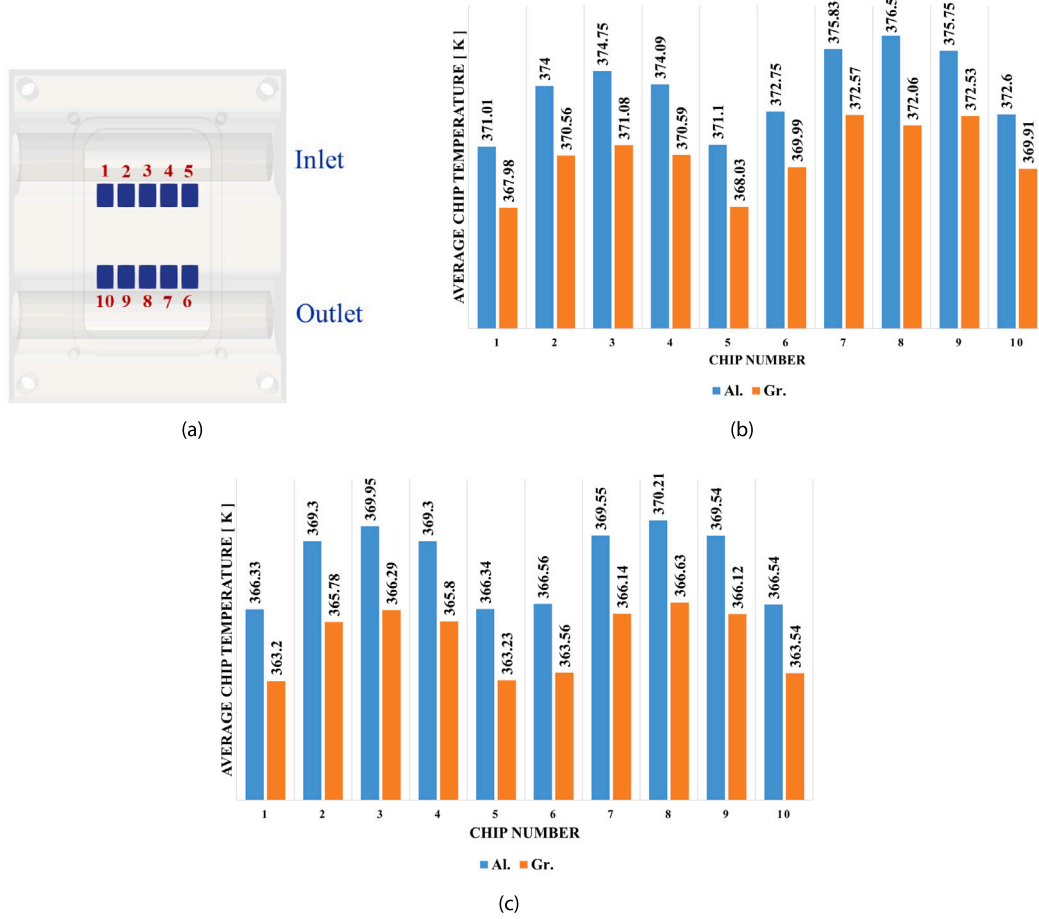 1 2 3 4 5
Inlet
10 9 8 7 6
Outlet
(a)
AVERAGE CHIP TEMPERATURE [ K ]
371.01 367.98 374 370.56 374.75 371.08 374.09 370.59 371.1 368.03 372.75 369.99 375.83 372.57 376.5 372.06 375.75 372.53 372.6 369.91
1 2 3 4 5 6 7 8 9 10
CHIP NUMBER
Al. Gr.
(b)
AVERAGE CHIP TEMPERATURE [ K ]
366.33 363.2 369.3 365.78 369.95 366.29 369.3 365.8 366.34 363.23 366.56 363.56 369.55 366.14 370.21 366.63 369.54 366.12 366.54 363.54
1 2 3 4 5 6 7 8 9 10
CHIP NUMBER
Al. Gr.
(c)